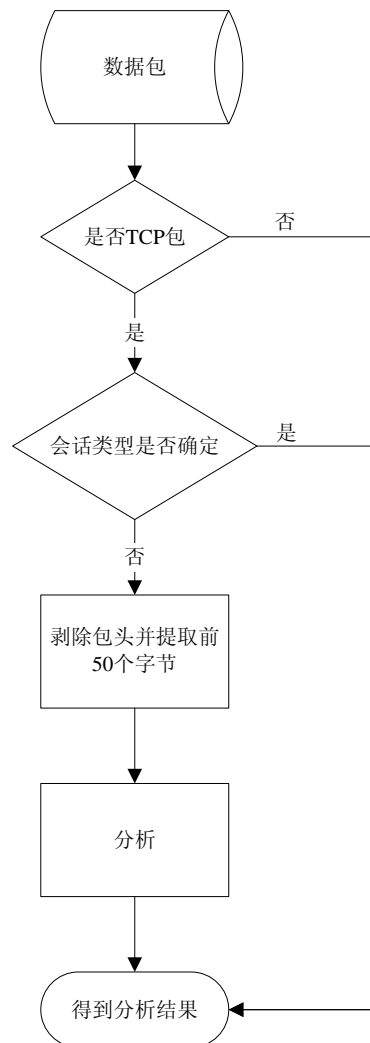 数据包
是否TCP包
否
是
会话类型是否确定
是
否
剥除包头并提取前
50个字节
分析
得到分析结果